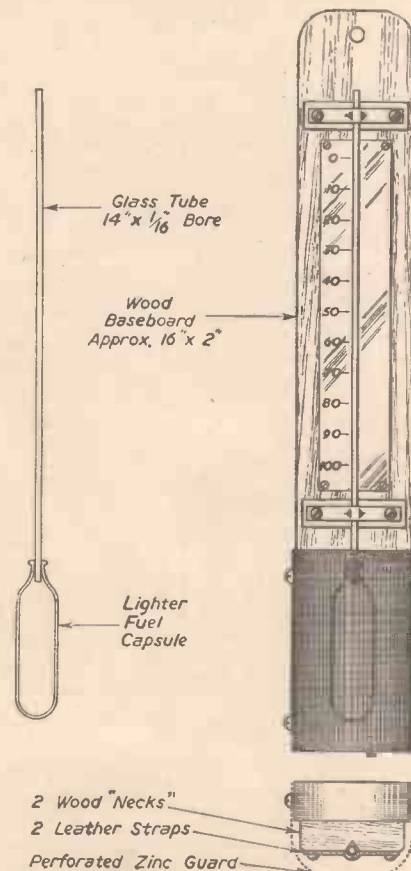 Glass Tube
14" x 1/16" Bore
Wood
Baseboard
Approx. 16" x 2"
0
10
20
30
40
50
60
70
80
90
100
Lighter
Fuel
Capsule
2 Wood "Necks"
2 Leather Straps
Perforated Zinc Guard